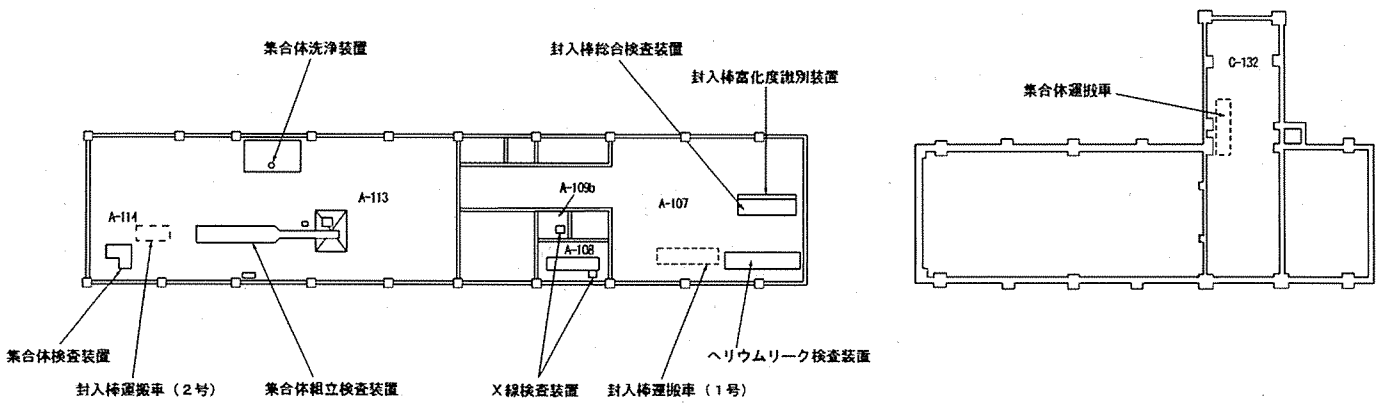 集合体洗浄装置
封入棒総合検査装置
封入棒富化度識別装置
集合体運搬車
C-132
A-114
A-113
A-109b
A-107
A-108
集合体検査装置
封入棒運搬車（２号）
集合体組立検査装置
Ｘ線検査装置
封入棒運搬車（１号）
ヘリウムリーク検査装置